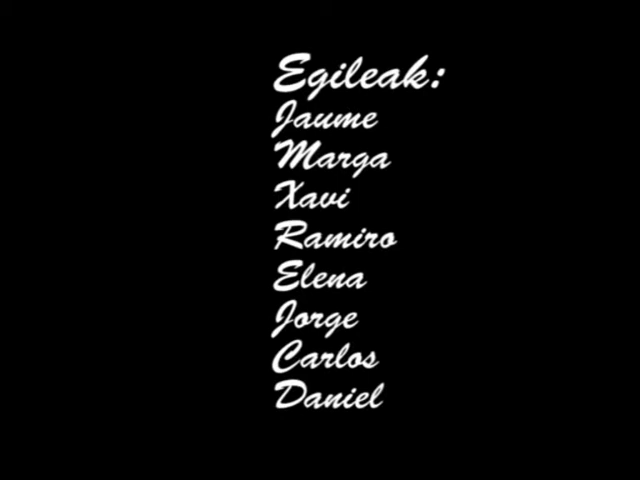 Egileak:
Jaume
Marga
Xavi
Ramiro
Elena
Jorge
Carlos
Daniel